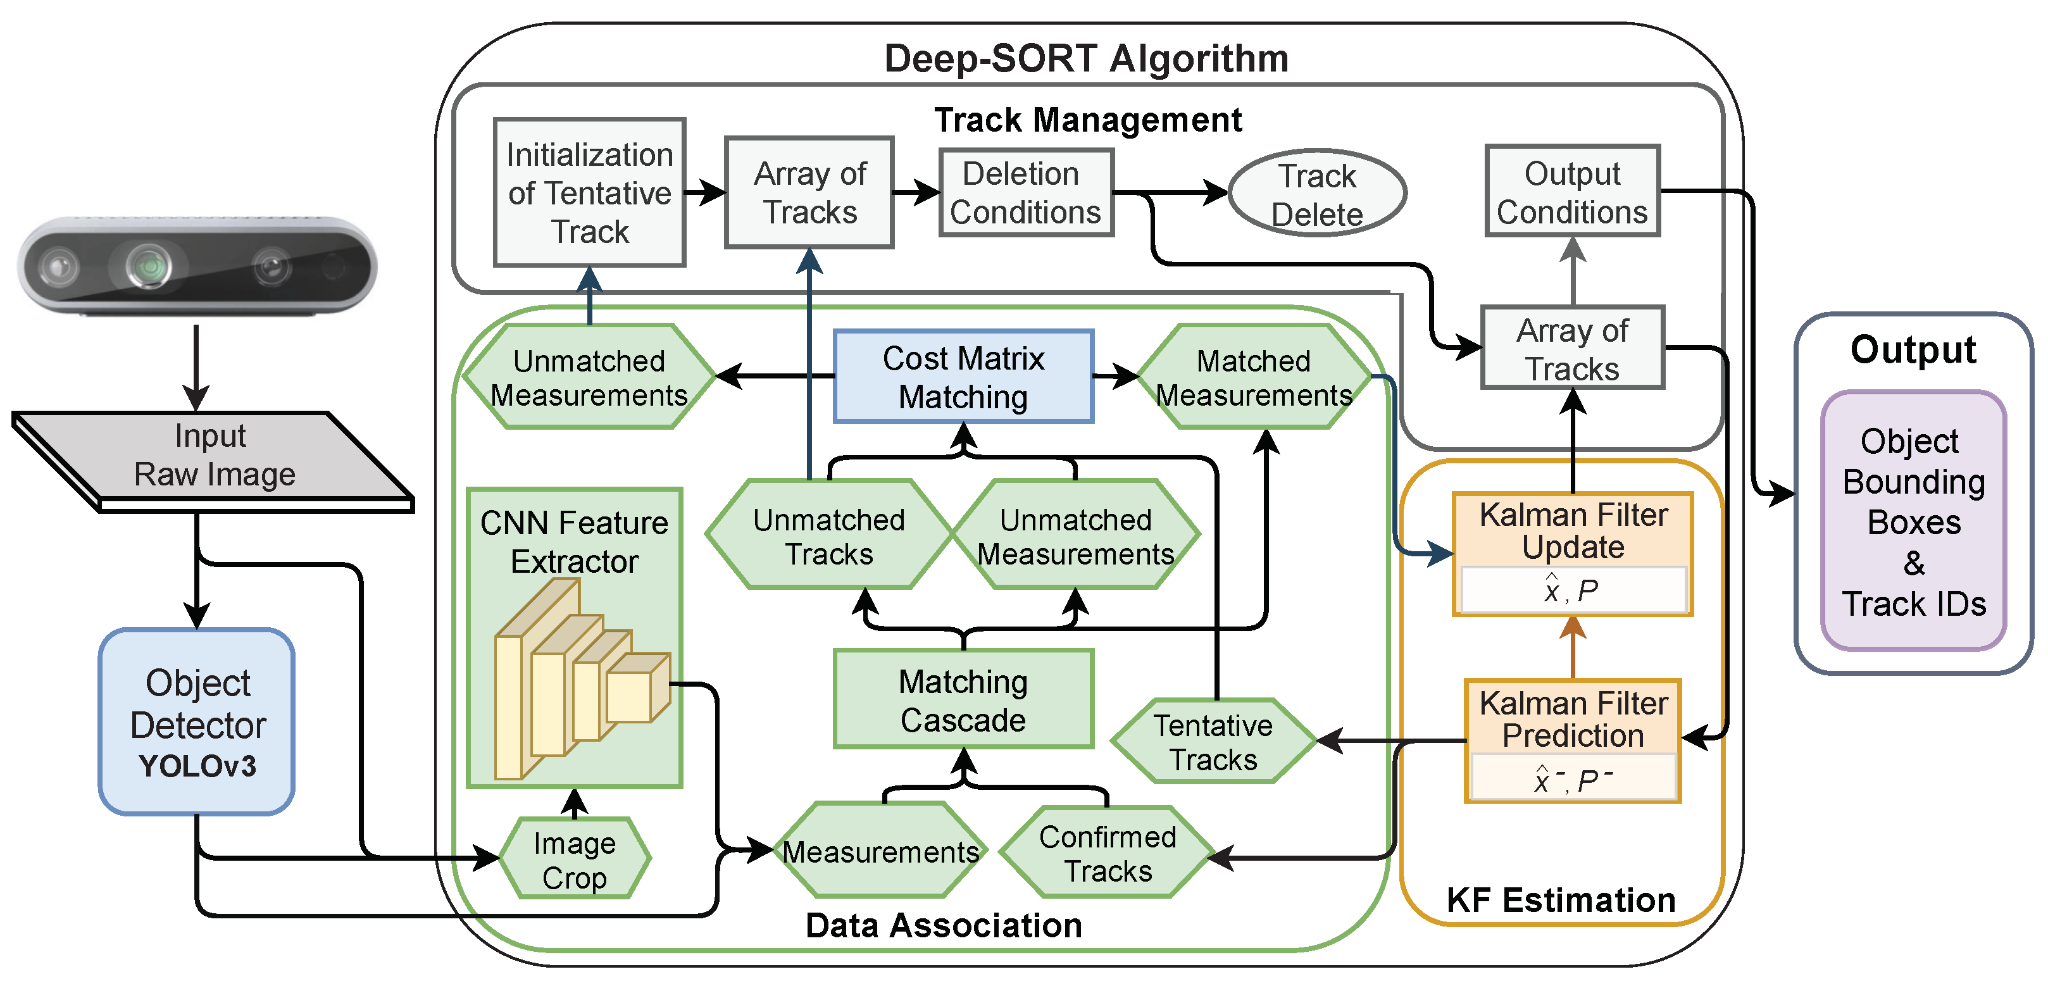 Deep-SORT Algorithm
Track Management
Initialization
of Tentative
Track
Array of
Tracks
Deletion
Conditions
Track
Delete
Output
Conditions
Array of
Tracks
Input
Raw Image
Object
Detector
YOLOv3
Unmatched
Measurements
Cost Matrix
Matching
Matched
Measurements
CNN Feature
Extractor
Unmatched
Tracks
Unmatched
Measurements
Matching
Cascade
Tentative
Tracks
Image
Crop
Measurements
Confirmed
Tracks
Data Association
Kalman Filter
Update
x̂, P
Kalman Filter
Prediction
x̂⁻, P⁻
KF Estimation
Output
Object
Bounding
Boxes
&
Track IDs